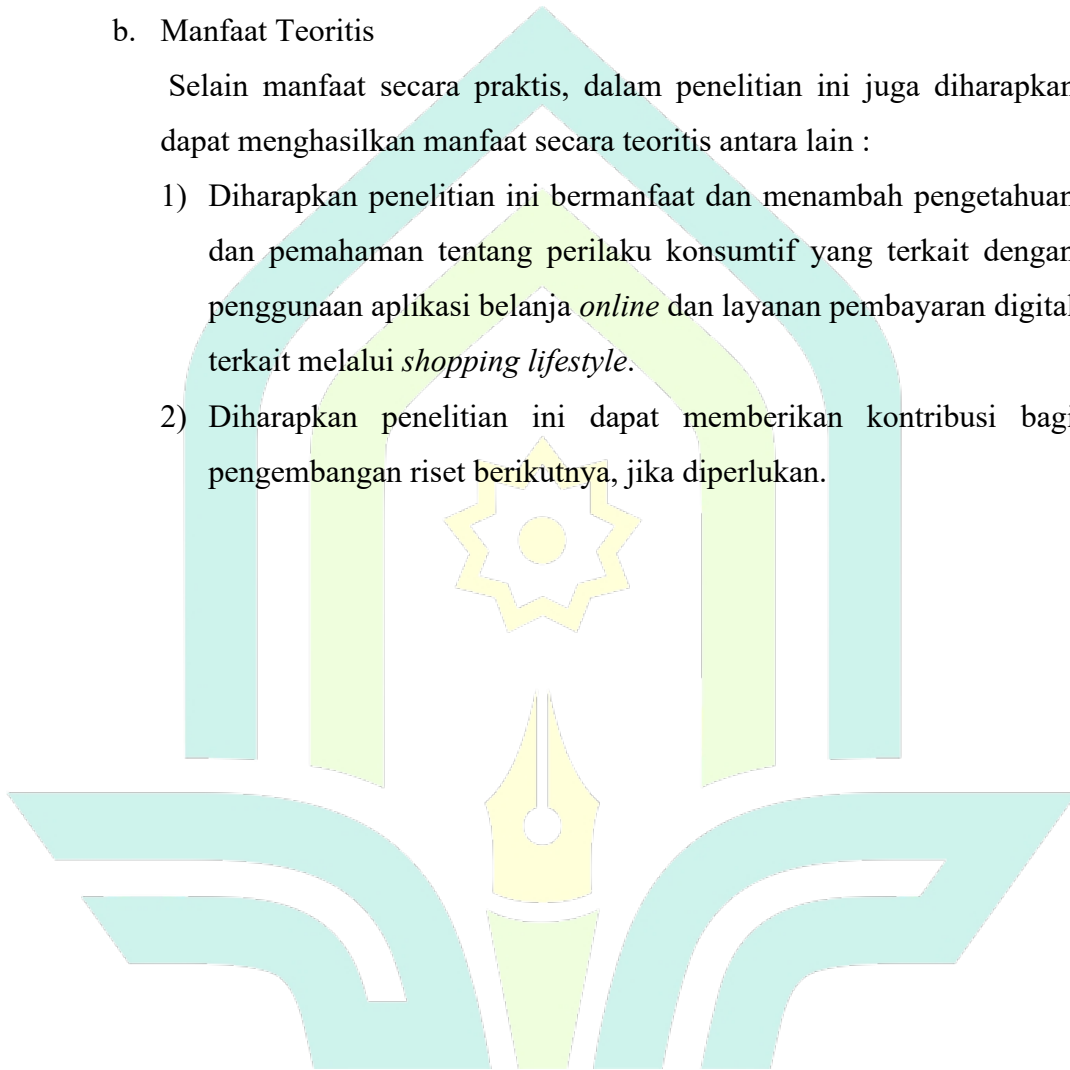 b. Manfaat Teoritis
Selain manfaat secara praktis, dalam penelitian ini juga diharapkan
dapat menghasilkan manfaat secara teoritis antara lain :
1) Diharapkan penelitian ini bermanfaat dan menambah pengetahuan
dan pemahaman tentang perilaku konsumtif yang terkait dengan
penggunaan aplikasi belanja online dan layanan pembayaran digital
terkait melalui shopping lifestyle.
2) Diharapkan penelitian ini dapat memberikan kontribusi bagi
pengembangan riset berikutnya, jika diperlukan.